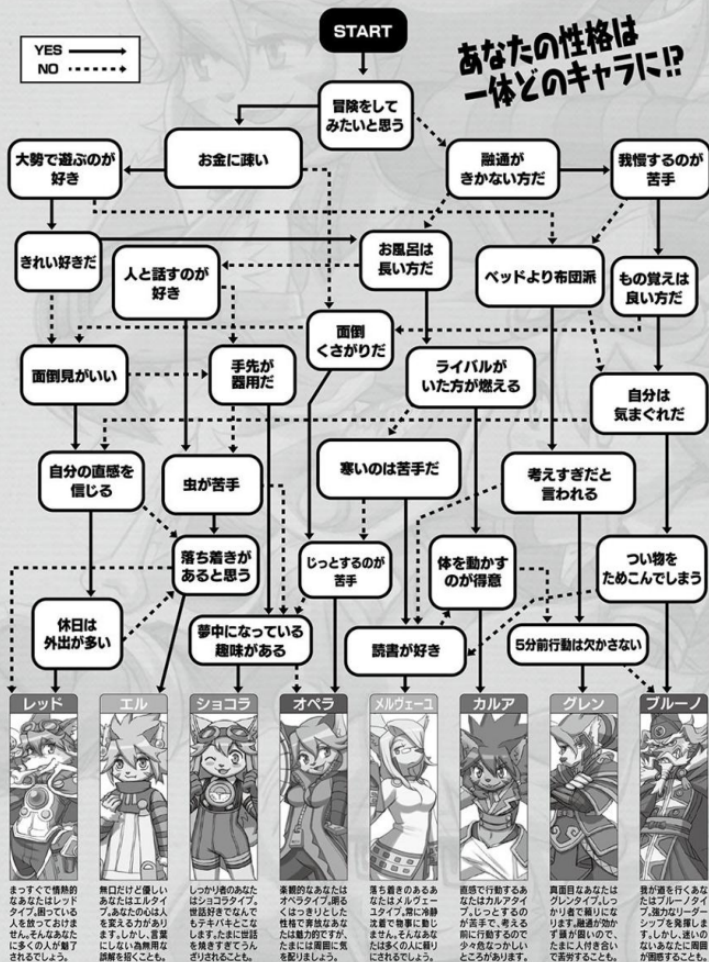 START
YES
NO
あなたの性格は
一体どのキャラに!?
冒険をして
みたいと思う
大勢で遊ぶのが
好き
お金に疎い
融通が
きかない方だ
我慢するのが
苦手
きれい好きだ
人と話すのが
好き
お風呂は
長い方だ
ベッドより布団派
もの覚えは
良い方だ
面倒
くさがりだ
面倒見がいい
手先が
器用だ
ライバルが
いた方が燃える
自分は
気まぐれだ
自分の直感を
信じる
虫が苦手
寒いのは苦手だ
考えすぎだと
言われる
落ち着きが
あると思う
じっとするのが
苦手
体を動かす
のが得意
つい物を
ためこんでしまう
休日は
外出が多い
夢中になっている
趣味がある
読書が好き
5分前行動は欠かさない
レッド
まっすぐで情熱的
なあなたはレッド
タイプ。困っている
人を放っておけま
せん。そんなあなた
に多くの人が魅了
されるでしょう。
エル
無口だけど優しい
あなたはエルタイ
プ。あなたの心は人
を変える力があり
ます。しかし、言葉
にしない為無用な
誤解を招くことも。
ショコラ
しっかり者のあなた
はショコラタイプ。
世話好きでなんで
もテキパキとこな
します。たまに世話
を焼きすぎてうん
ざりされることも。
オペラ
楽観的なあなたは
オペラタイプ。明る
くはっきりとした
性格で奔放なあな
たは魅力的ですが、
たまには周囲に気
を配りましょう。
メルヴェーユ
落ち着きのあるあ
なたはメルヴェー
ユタイプ。常に冷静
沈着で物事に動じ
ません。そんなあな
たは多くの人に頼り
にされるでしょう。
カルア
直感で行動するあ
なたはカルアタイ
プ。じっとするの
が苦手で、考える
前に行動するので
少々危なっかしい
ところがあります。
グレン
真面目なあなたは
グレンタイプ。しっ
かり者で頼りにな
ります。融通が効か
ず頭が固いので、
たまに人付き合い
で苦労することも。
ブルーノ
我が道を行くあな
たはブルーノタイ
プ。強力なリーダー
シップを発揮しま
す。しかし、迷いの
ないあなたに周囲
が困惑することも。